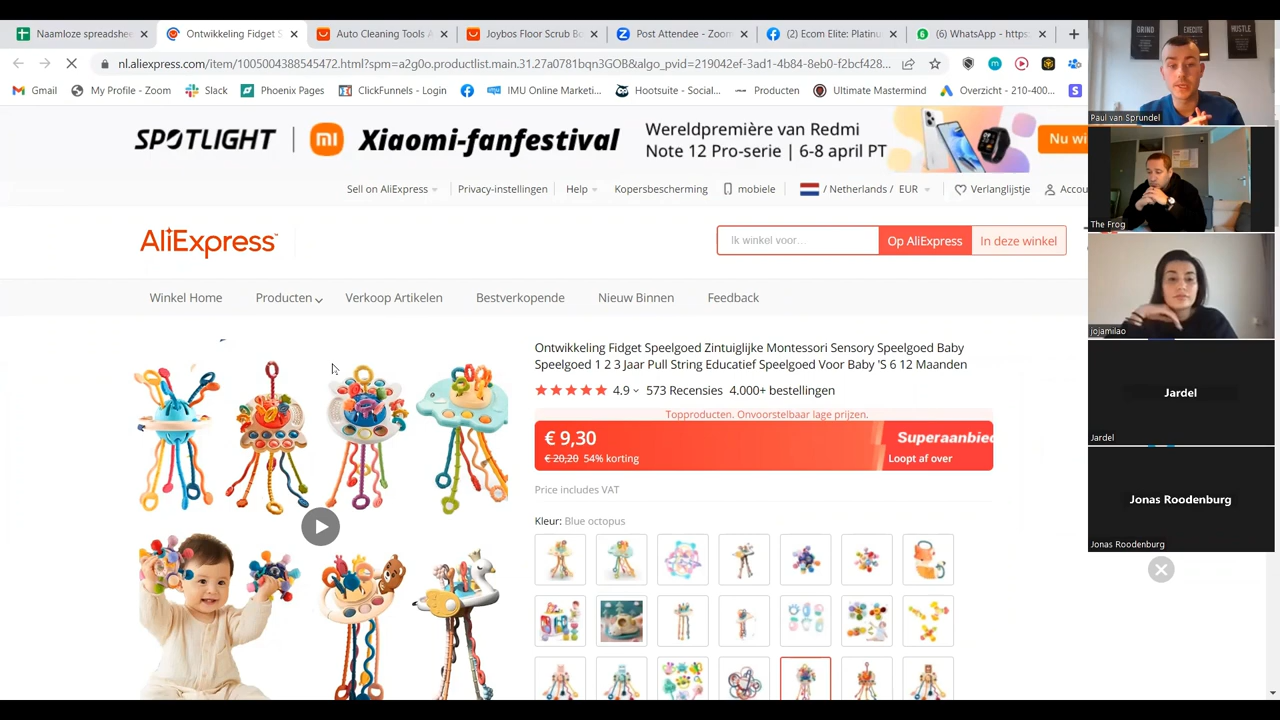 Naamloze spreadshee
Ontwikkeling Fidget S
Auto Cleaning Tools A
Joybos Floor Scrub Bo
Post Attendee - Zoom
(2) Ecom Elite: Platinu
(6) WhatsApp - https:
nl.aliexpress.com/item/1005004388545472.html?spm=a2g0o.productlist.main.31.27a0781bqn3GOB&algo_pvid=219042ef-3ad1-4b84-8eb0-f2bcf428...
Gmail
My Profile - Zoom
Slack
Phoenix Pages
ClickFunnels - Login
IMU Online Marketi...
Hootsuite - Social...
Producten
Ultimate Mastermind
Overzicht - 210-400...
SPOTLIGHT
Xiaomi-fanfestival
Wereldpremière van Redmi
Note 12 Pro-serie | 6-8 april PT
Nu wi
Sell on AliExpress
Privacy-instellingen
Help
Kopersbescherming
mobiele
/ Netherlands / EUR
Verlanglijstje
Accou
AliExpress
Ik winkel voor...
Op AliExpress
In deze winkel
Winkel Home
Producten
Verkoop Artikelen
Bestverkopende
Nieuw Binnen
Feedback
Ontwikkeling Fidget Speelgoed Zintuiglijke Montessori Sensory Speelgoed Baby
Speelgoed 1 2 3 Jaar Pull String Educatief Speelgoed Voor Baby 'S 6 12 Maanden
4.9
573 Recensies
4.000+ bestellingen
Topproducten. Onvoorstelbaar lage prijzen.
€ 9,30
Superaanbied
€ 20,20 54% korting
Loopt af over
Price includes VAT
Kleur: Blue octopus
GRIND
EXECUTE
HUSTLE
Paul van Sprundel
The Frog
jojamilao
Jardel
Jardel
Jonas Roodenburg
Jonas Roodenburg